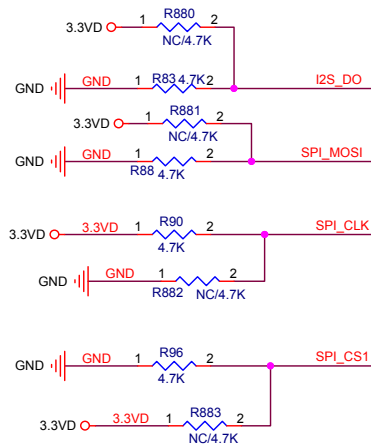 R880
3.3VD 1 2
NC/4.7K
GND GND 1 R83 4.7K 2 I2S_DO
R881
3.3VD 1 2
NC/4.7K
GND GND 1 2 SPI_MOSI
R88 4.7K
3.3VD 3.3VD 1 R90 2 SPI_CLK
4.7K
GND GND 1 2
R882 NC/4.7K
GND GND 1 R96 2 SPI_CS1
4.7K
3.3VD 3.3VD 1 R883 2
NC/4.7K